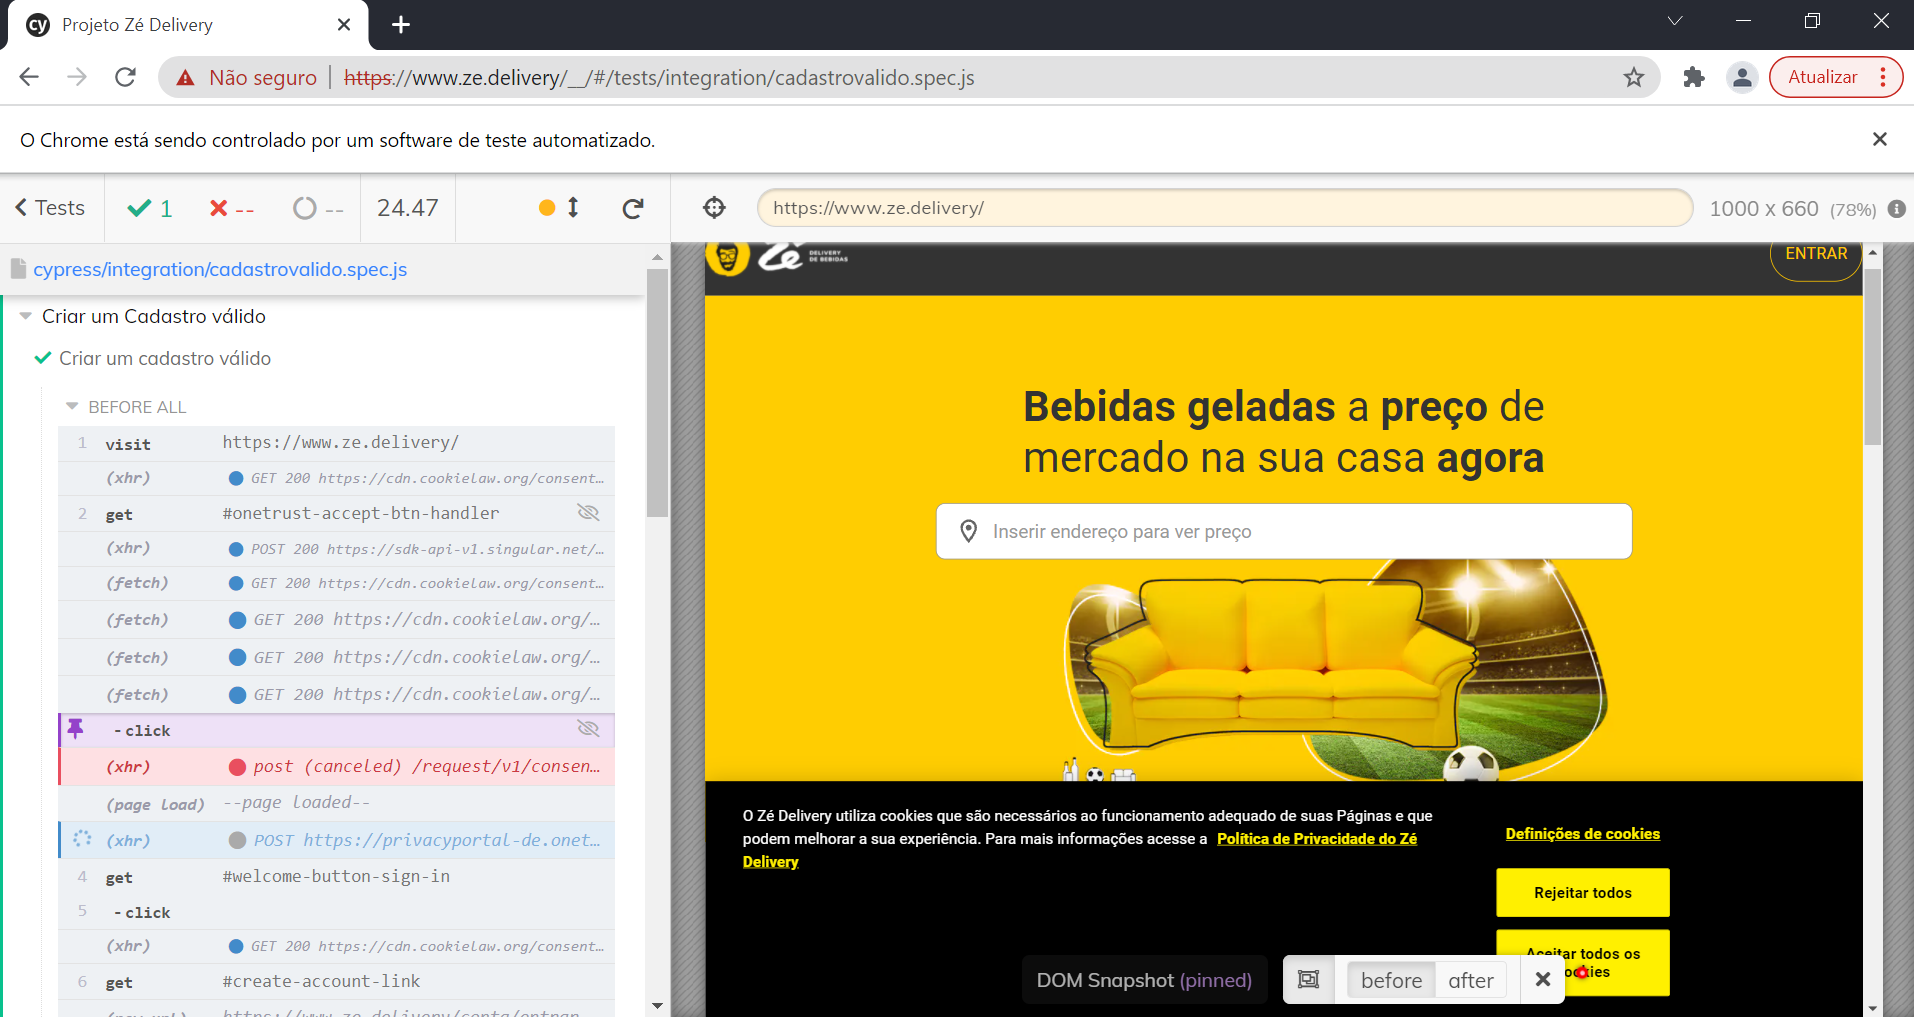 cy Projeto Zé Delivery
Não seguro | https://www.ze.delivery/__/#/tests/integration/cadastrovalido.spec.js
Atualizar
O Chrome está sendo controlado por um software de teste automatizado.
Tests
1
--
--
24.47
https://www.ze.delivery/
1000 x 660 (78%)
cypress/integration/cadastrovalido.spec.js
Criar um Cadastro válido
Criar um cadastro válido
BEFORE ALL
1 visit https://www.ze.delivery/
(xhr) GET 200 https://cdn.cookielaw.org/consent…
2 get #onetrust-accept-btn-handler
(xhr) POST 200 https://sdk-api-v1.singular.net/…
(fetch) GET 200 https://cdn.cookielaw.org/consent…
(fetch) GET 200 https://cdn.cookielaw.org/…
(fetch) GET 200 https://cdn.cookielaw.org/…
(fetch) GET 200 https://cdn.cookielaw.org/…
-click
(xhr) post (canceled) /request/v1/consen…
(page load) --page loaded--
(xhr) POST https://privacyportal-de.onet…
4 get #welcome-button-sign-in
5 -click
(xhr) GET 200 https://cdn.cookielaw.org/consent…
6 get #create-account-link
Zé DELIVERY
DE BEBIDAS
ENTRAR
Bebidas geladas a preço de
mercado na sua casa agora
Inserir endereço para ver preço
O Zé Delivery utiliza cookies que são necessários ao funcionamento adequado de suas Páginas e que
podem melhorar a sua experiência. Para mais informações acesse a Política de Privacidade do Zé
Delivery
Definições de cookies
Rejeitar todos
Aceitar todos os
cookies
DOM Snapshot (pinned)
before after